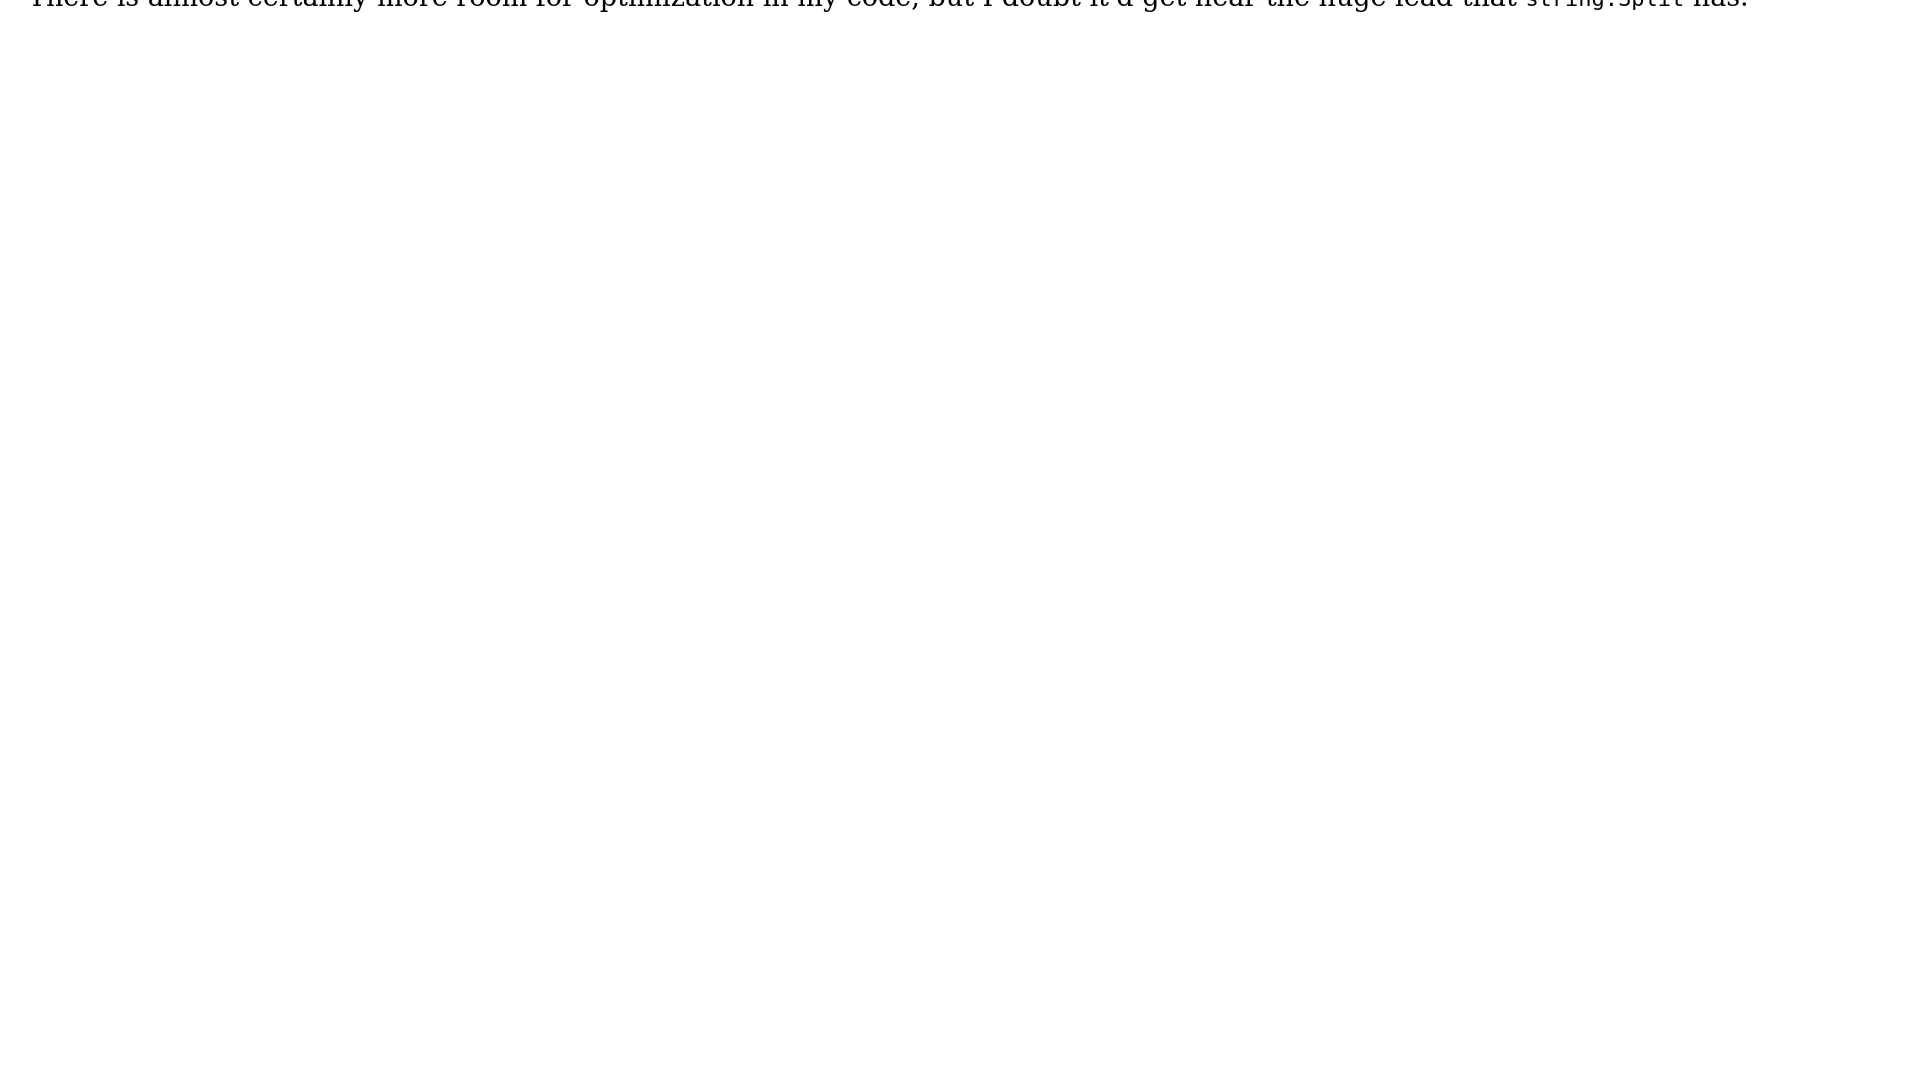 There is almost certainly more room for optimization in my code, but I doubt it'd get near the huge lead that string.Split has.